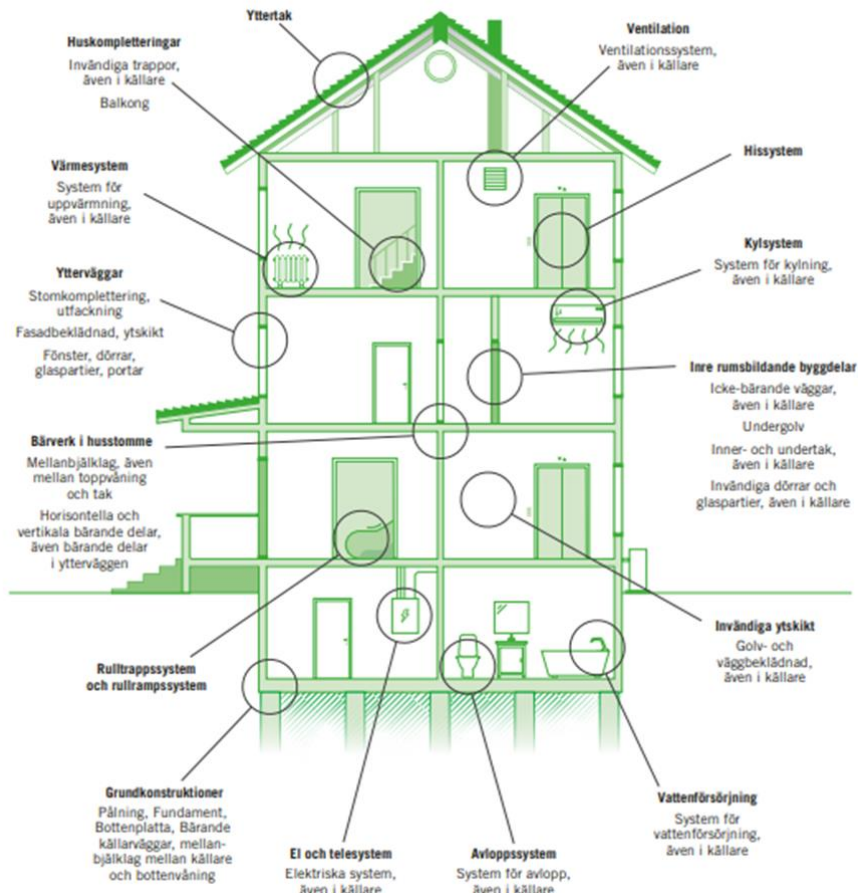 Yttertak
Huskompletteringar
Invändiga trappor,
även i källare
Balkong
Ventilation
Ventilationssystem,
även i källare
Hissystem
Värmesystem
System för
uppvärmning,
även i källare
Kylsystem
System för kylning,
även i källare
Ytterväggar
Stomkomplettering,
utfackning
Fasadbeklädnad, ytskikt
Fönster, dörrar,
glaspartier, portar
Inre rumsbildande byggdelar
Icke-bärande väggar,
även i källare
Undergolv
Inner- och undertak,
även i källare
Invändiga dörrar och
glaspartier, även i källare
Bärverk i husstomme
Mellanbjälklag, även
mellan toppvåning
och tak
Horisontella och
vertikala bärande delar,
även bärande delar
i ytterväggen
Invändiga ytskikt
Golv- och
väggbeklädnad,
även i källare
Rulltrappssystem
och rullrampssystem
Grundkonstruktioner
Pålning, Fundament,
Bottenplatta, Bärande
källarväggar, mellan-
bjälklag mellan källare
och bottenvåning
El och telesystem
Elektriska system,
även i källare
Avloppssystem
System för avlopp,
även i källare
Vattenförsörjning
System för
vattenförsörjning,
även i källare